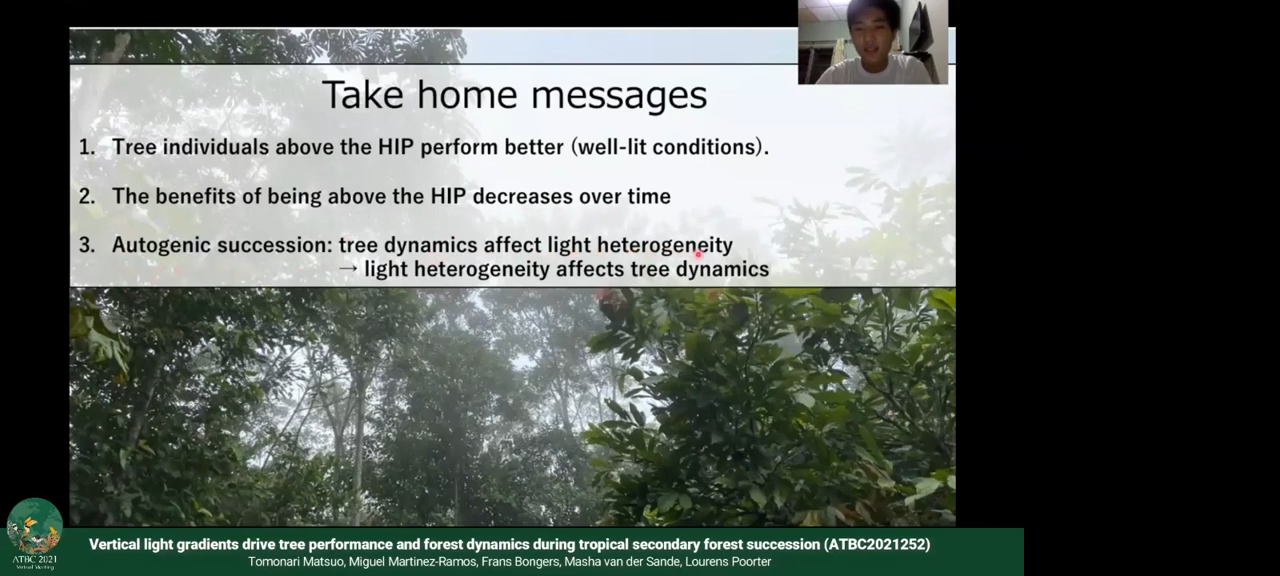 Take home messages
1. Tree individuals above the HIP perform better (well-lit conditions).
2. The benefits of being above the HIP decreases over time
3. Autogenic succession: tree dynamics affect light heterogeneity
→ light heterogeneity affects tree dynamics
ATBC 2021
Virtual Meeting
Vertical light gradients drive tree performance and forest dynamics during tropical secondary forest succession (ATBC2021252)
Tomonari Matsuo, Miguel Martinez-Ramos, Frans Bongers, Masha van der Sande, Lourens Poorter